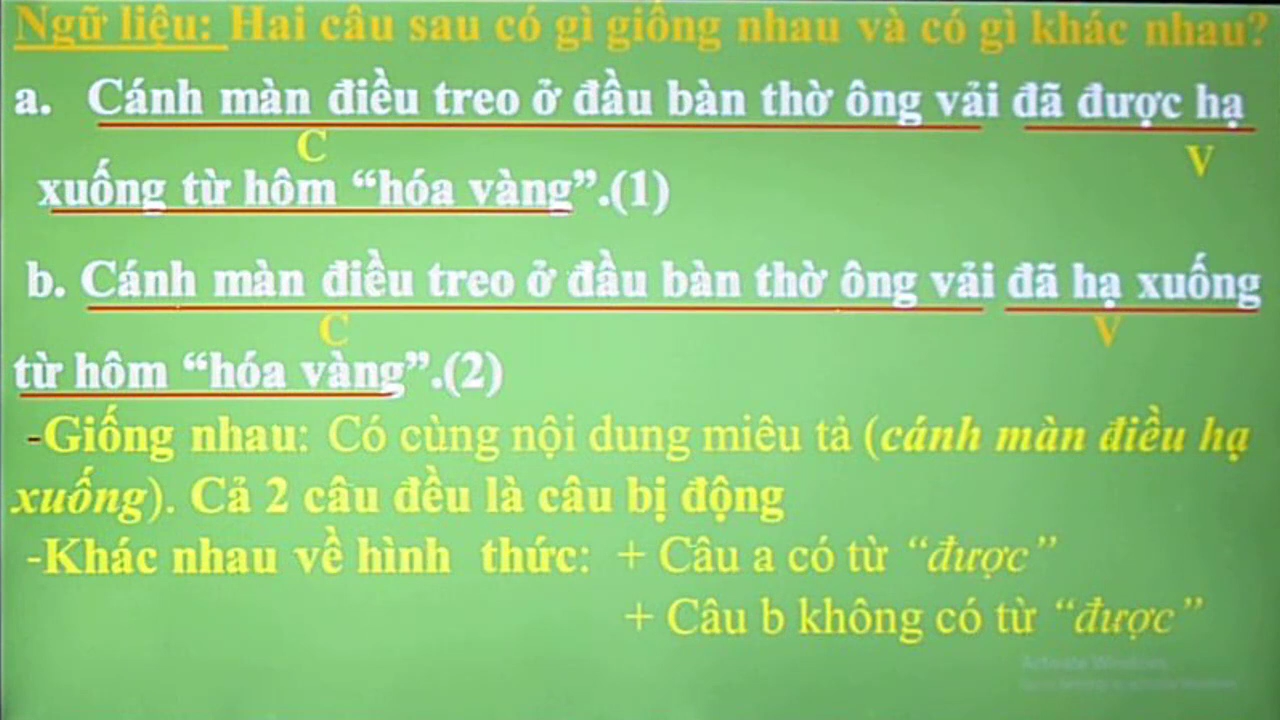 Ngữ liệu: Hai câu sau có gì giống nhau và có gì khác nhau?
a. Cánh màn điều treo ở đầu bàn thờ ông vải đã được hạ
C
V
xuống từ hôm “hóa vàng”.(1)
b. Cánh màn điều treo ở đầu bàn thờ ông vải đã hạ xuống
C
V
từ hôm “hóa vàng”.(2)
-Giống nhau: Có cùng nội dung miêu tả (cánh màn điều hạ
xuống). Cả 2 câu đều là câu bị động
-Khác nhau về hình thức: + Câu a có từ “được”
+ Câu b không có từ “được”
Activate Windows